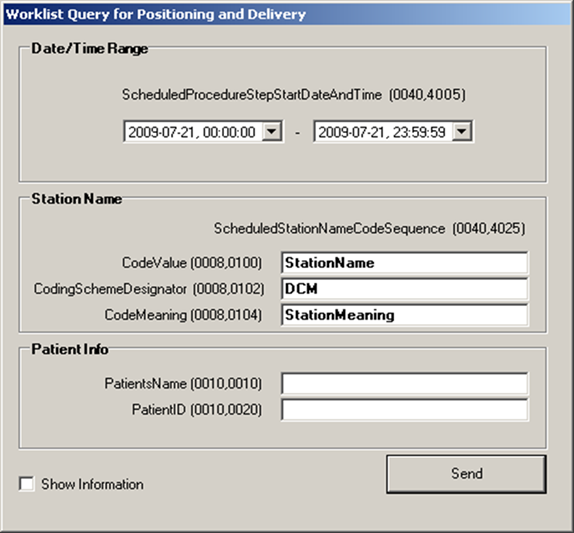 Worklist Query for Positioning and Delivery
Date/Time Range
ScheduledProcedureStepStartDateAndTime (0040,4005)
2009-07-21, 00:00:00 - 2009-07-21, 23:59:59
Station Name
ScheduledStationNameCodeSequence (0040,4025)
CodeValue (0008,0100) StationName
CodingSchemeDesignator (0008,0102) DCM
CodeMeaning (0008,0104) StationMeaning
Patient Info
PatientsName (0010,0010)
PatientID (0010,0020)
Show Information Send